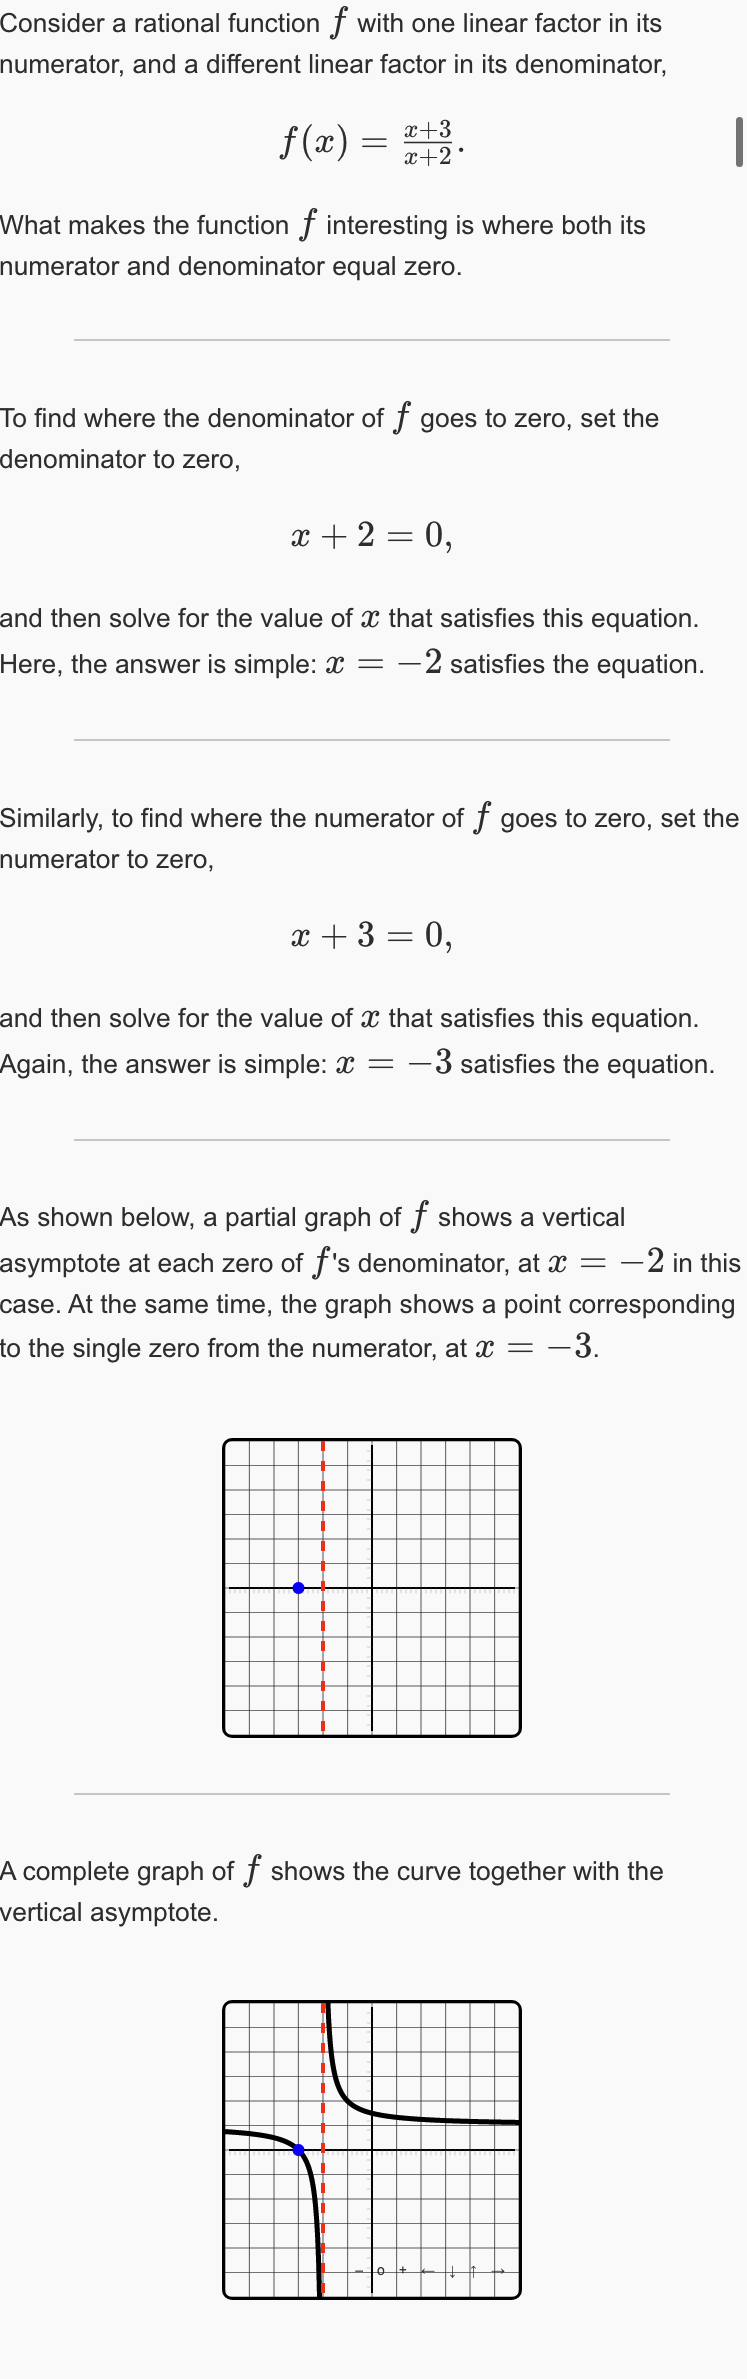 Consider a rational function f with one linear factor in its
numerator, and a different linear factor in its denominator,
f(x) = \frac{x+3}{x+2}.
What makes the function f interesting is where both its
numerator and denominator equal zero.
To find where the denominator of f goes to zero, set the
denominator to zero,
x + 2 = 0,
and then solve for the value of x that satisfies this equation.
Here, the answer is simple: x = −2 satisfies the equation.
Similarly, to find where the numerator of f goes to zero, set the
numerator to zero,
x + 3 = 0,
and then solve for the value of x that satisfies this equation.
Again, the answer is simple: x = −3 satisfies the equation.
As shown below, a partial graph of f shows a vertical
asymptote at each zero of f's denominator, at x = −2 in this
case. At the same time, the graph shows a point corresponding
to the single zero from the numerator, at x = −3.
A complete graph of f shows the curve together with the
vertical asymptote.
− o + ← ↓ ↑ →